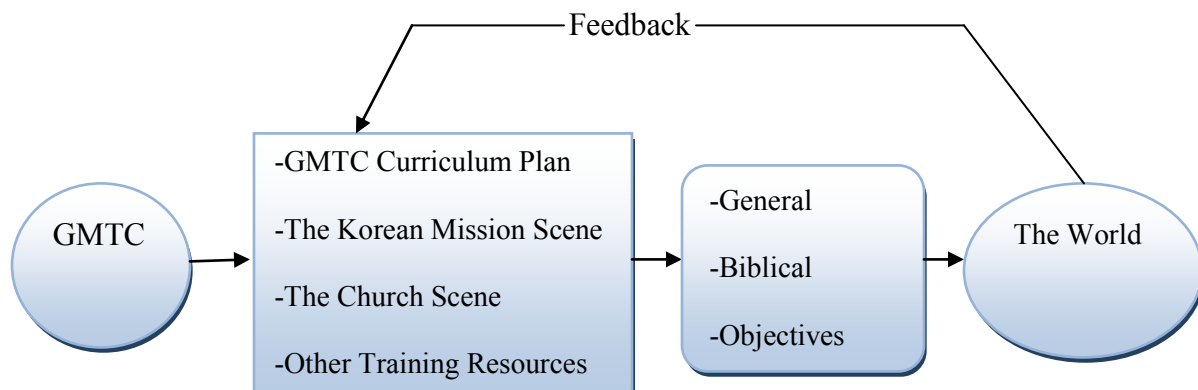 Feedback
GMTC
-GMTC Curriculum Plan
-The Korean Mission Scene
-The Church Scene
-Other Training Resources
-General
-Biblical
-Objectives
The World